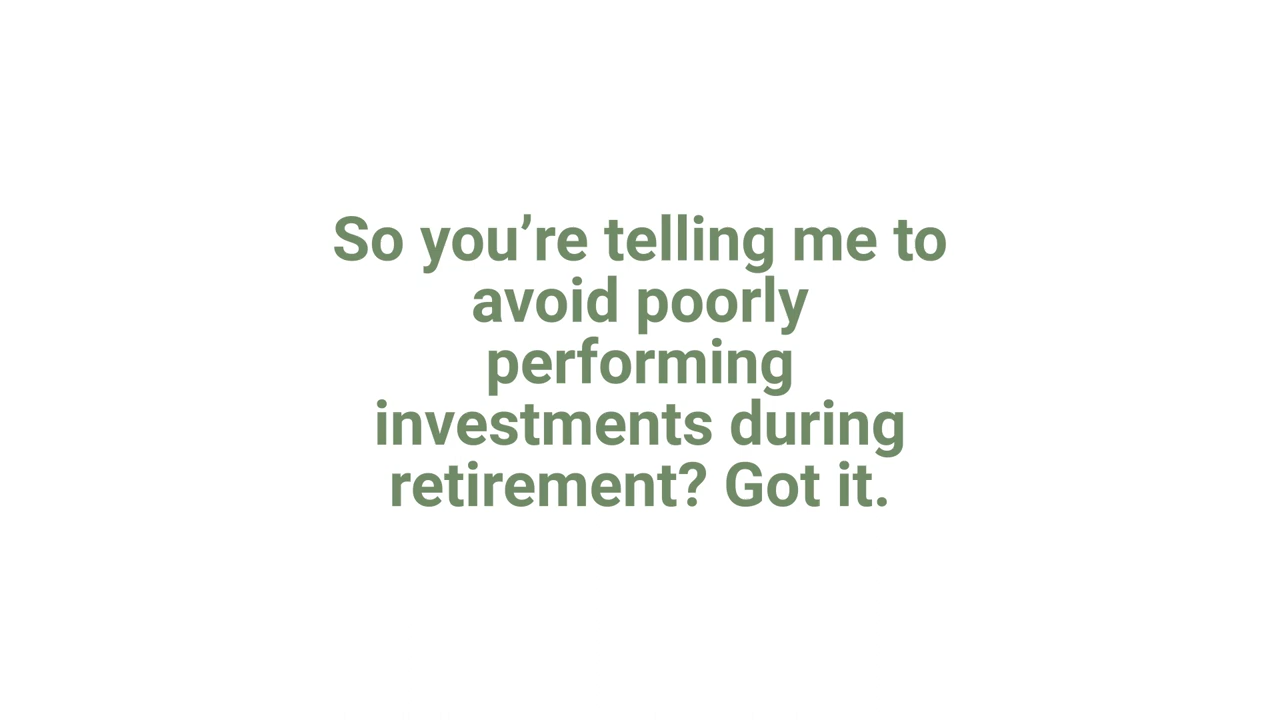 So you’re telling me to
avoid poorly
performing
investments during
retirement? Got it.